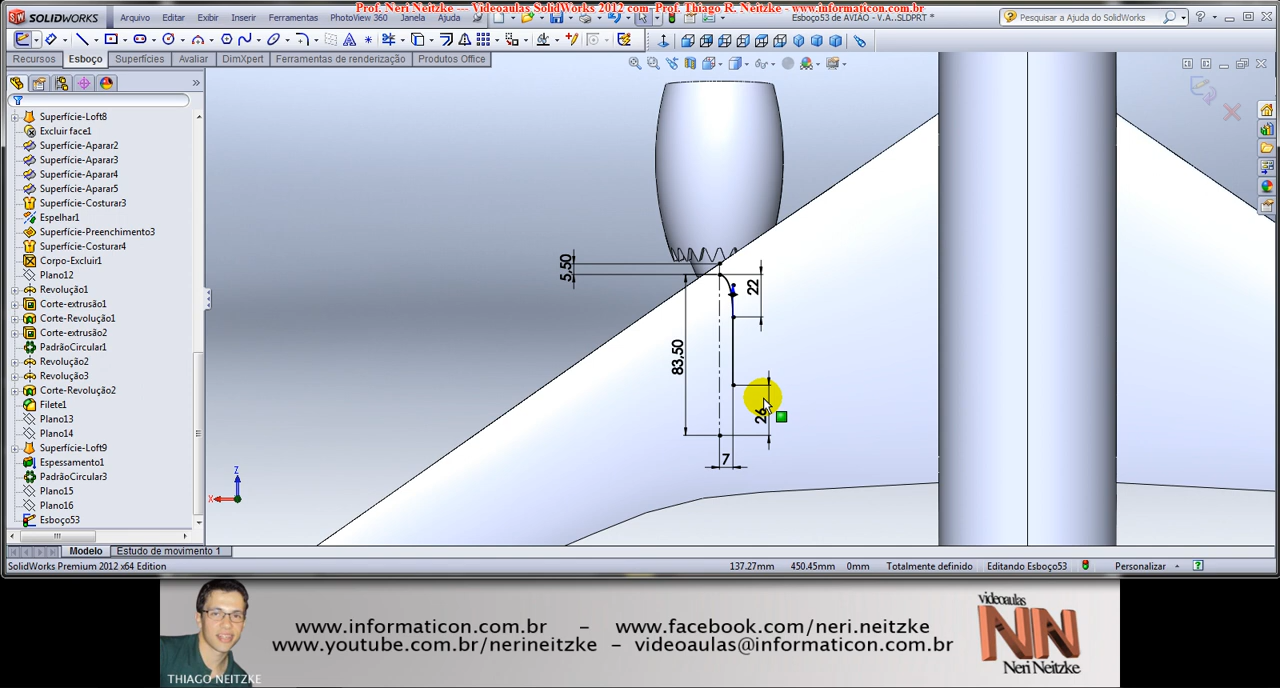 Prof. Neri Neitzke --- Videoaulas SolidWorks 2012 com Prof. Thiago R. Neitzke - www.informaticon.com.br
SOLIDWORKS
Arquivo Editar Exibir Inserir Ferramentas PhotoView 360 My Toolbox Janela Ajuda
Esboço53 de AVIÃO - V.A..SLDPRT *
Pesquisar a Ajuda do SolidWorks
Recursos Esboço Superfícies Avaliar DimXpert Ferramentas de renderização Produtos Office
Superfície-Loft8
Excluir face1
Superfície-Aparar2
Superfície-Aparar3
Superfície-Aparar4
Superfície-Aparar5
Superfície-Costurar3
Espelhar1
Superfície-Preenchimento3
Superfície-Costurar4
Corpo-Excluir1
Plano12
Revolução1
Corte-extrusão1
Corte-Revolução1
Corte-extrusão2
PadrãoCircular1
Revolução2
Revolução3
Corte-Revolução2
Filete1
Plano13
Plano14
Superfície-Loft9
Espessamento1
PadrãoCircular3
Plano15
Plano16
Esboço53
5,50
22
83,50
26
7
Z
X
Modelo Estudo de movimento 1
SolidWorks Premium 2012 x64 Edition
137.27mm 450.45mm 0mm Totalmente definido Editando Esboço53 Personalizar
www.informaticon.com.br - www.facebook.com/neri.neitzke
www.youtube.com.br/nerineitzke - videoaulas@informaticon.com.br
THIAGO NEITZKE
videoaulas
NN
Neri Neitzke